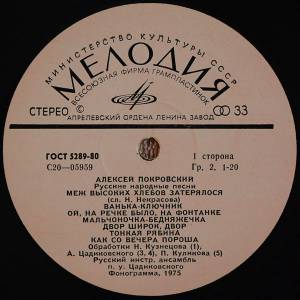 МИНИСТЕРСТВО КУЛЬТУРЫ СССР
МЕЛОДИЯ
ВСЕСОЮЗНАЯ ФИРМА ГРАМПЛАСТИНОК
СТЕРЕО 33
АПРЕЛЕВСКИЙ ОРДЕНА ЛЕНИНА ЗАВОД
ГОСТ 5289-80 1 сторона
С20—05959 Гр. 2, 1-20
АЛЕКСЕЙ ПОКРОВСКИЙ
Русские народные песни
МЕЖ ВЫСОКИХ ХЛЕБОВ ЗАТЕРЯЛОСЯ
(сл. Н. Некрасова)
ВАНЬКА-КЛЮЧНИК
ОЙ, НА РЕЧКЕ БЫЛО, НА ФОНТАНКЕ
МАЛЬЧОНОЧКА-БЕДНЯЖЕЧКА
ДВОР ШИРОК, ДВОР
ТОНКАЯ РЯБИНА
КАК СО ВЕЧЕРА ПОРОША
Обработки Н. Кузнецова (1),
А. Цадиковского (3, 4), П. Куликова (5)
Русский инстр. ансамбль
п. у. Цадиковского
Фонограмма, 1975